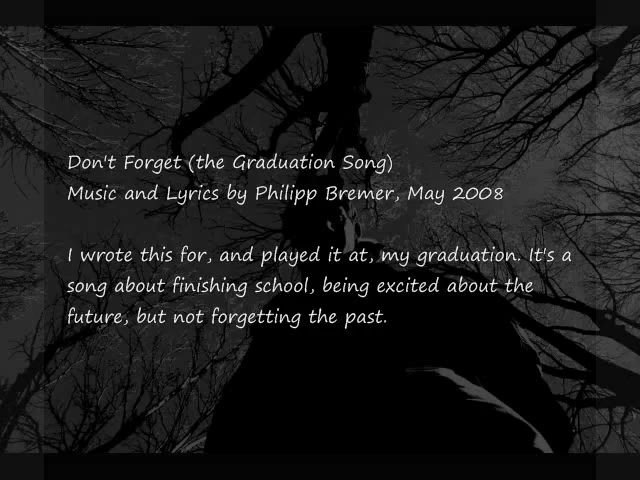 Don't Forget (the Graduation Song)
Music and Lyrics by Philipp Bremer, May 2008
I wrote this for, and played it at, my graduation. It's a
song about finishing school, being excited about the
future, but not forgetting the past.